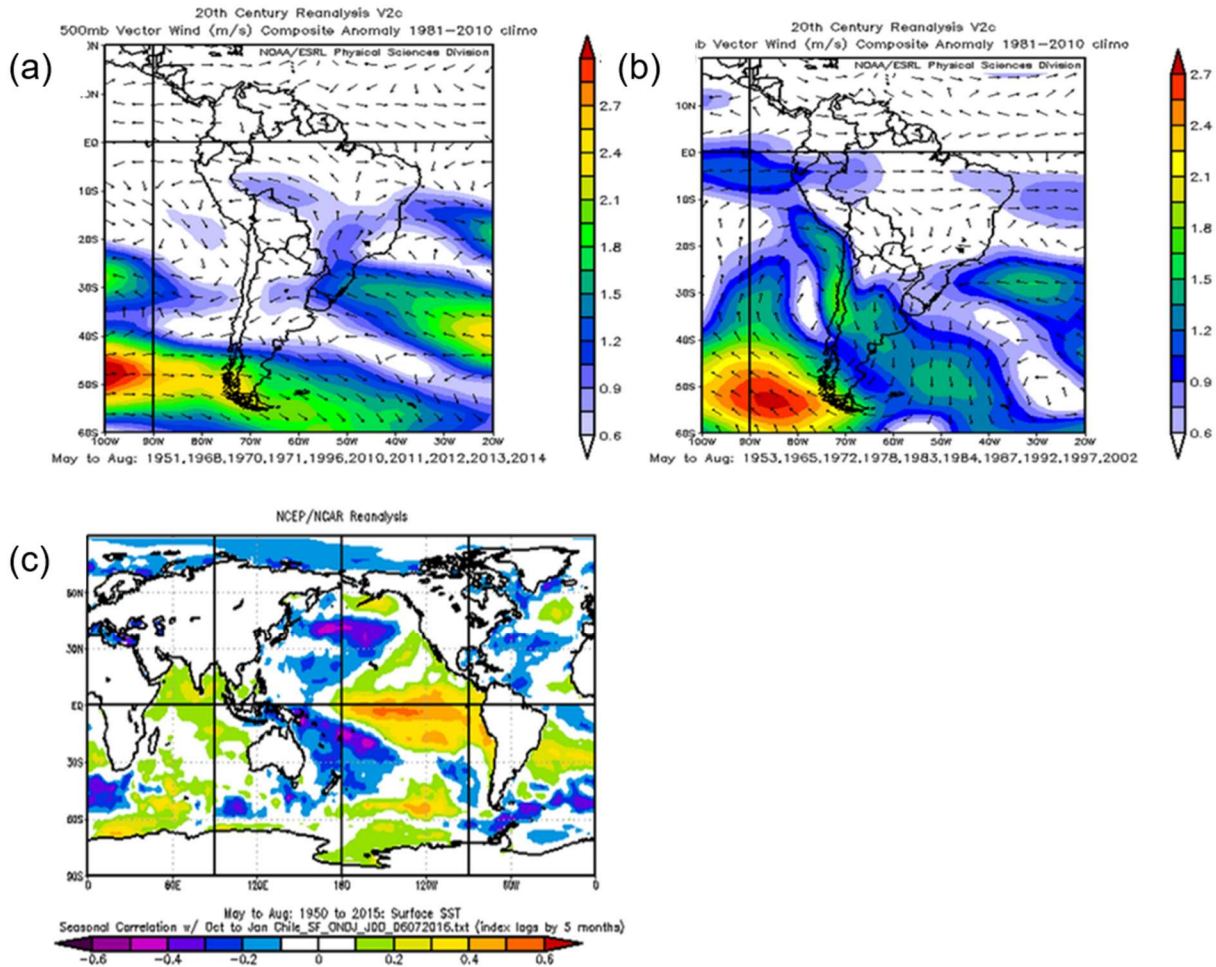 (a)
20th Century Reanalysis V2c
500mb Vector Wind (m/s) Composite Anomaly 1981-2010 climo
NOAA/ESRL Physical Sciences Division
EQ
10S
20S
30S
40S
50S
60S
100W 90W 80W 70W 60W 50W 40W 30W 20W
2.7
2.4
2.1
1.8
1.5
1.2
0.9
0.6
May to Aug: 1951,1968,1970,1971,1996,2010,2011,2012,2013,2014
(b)
20th Century Reanalysis V2c
nb Vector Wind (m/s) Composite Anomaly 1981-2010 climo
NOAA/ESRL Physical Sciences Division
10N
EQ
10S
20S
30S
40S
50S
60S
100W 90W 80W 70W 60W 50W 40W 30W 20W
2.7
2.4
2.1
1.8
1.5
1.2
0.9
0.6
May to Aug: 1953,1965,1972,1978,1983,1984,1987,1992,1997,2002
(c)
NCEP/NCAR Reanalysis
30N
EQ
30S
60S
90S
0 60E 120E 180 120W 60W 0
May to Aug: 1950 to 2015: Surface SST
Seasonal Correlation w/ Oct to Jan Chile_SF_ONDJ_JDD_06072016.txt (index lags by 5 months)
-0.6 -0.4 -0.2 0 0.2 0.4 0.6